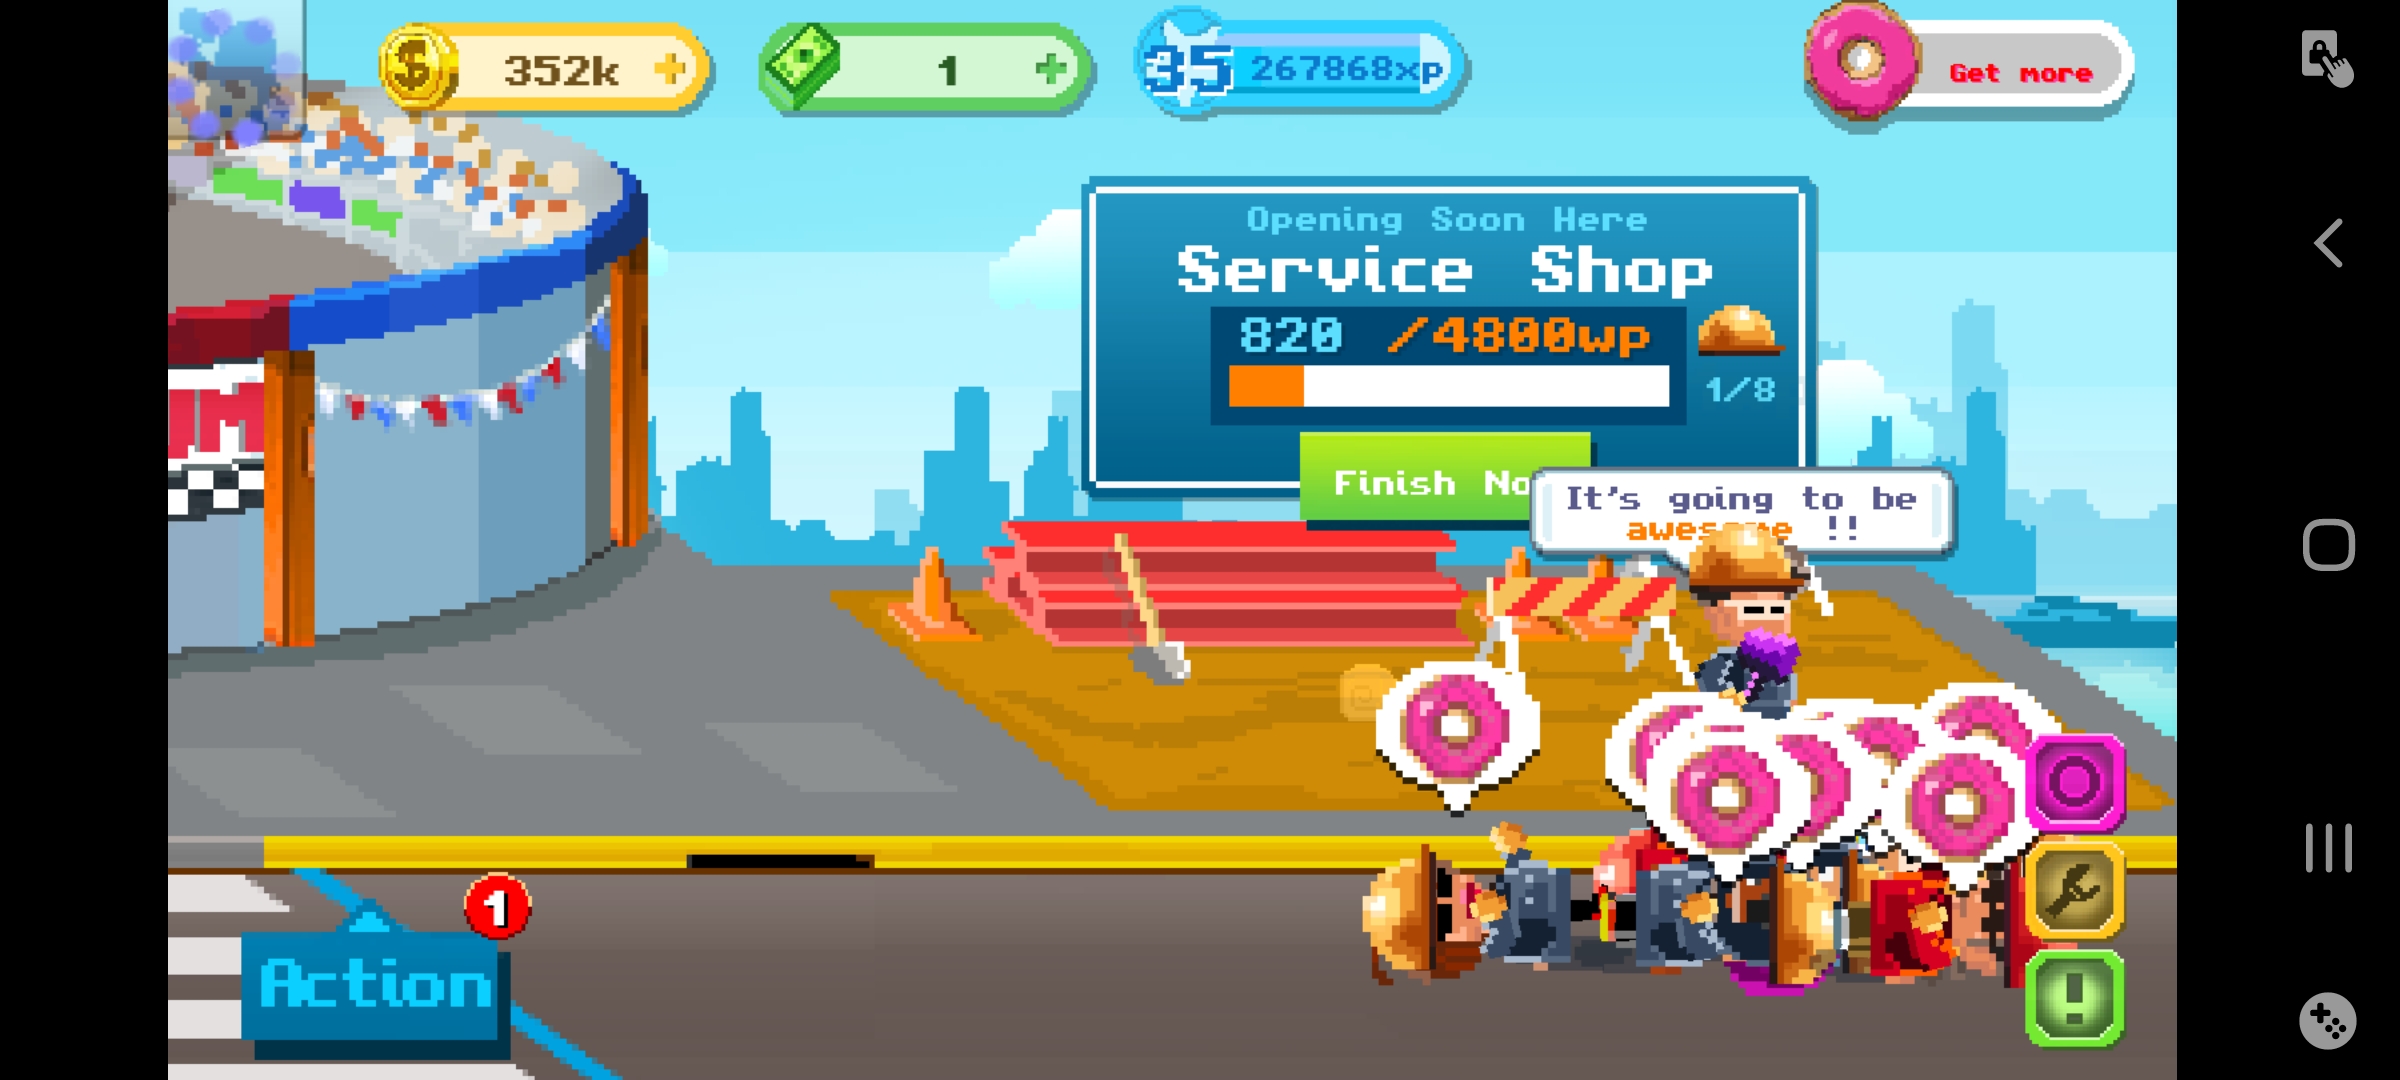 352k
1
35
267868xp
Get more
Opening Soon Here
Service Shop
820 /4800wp
1/8
Finish
It's going to be
awesome !!
1
Action